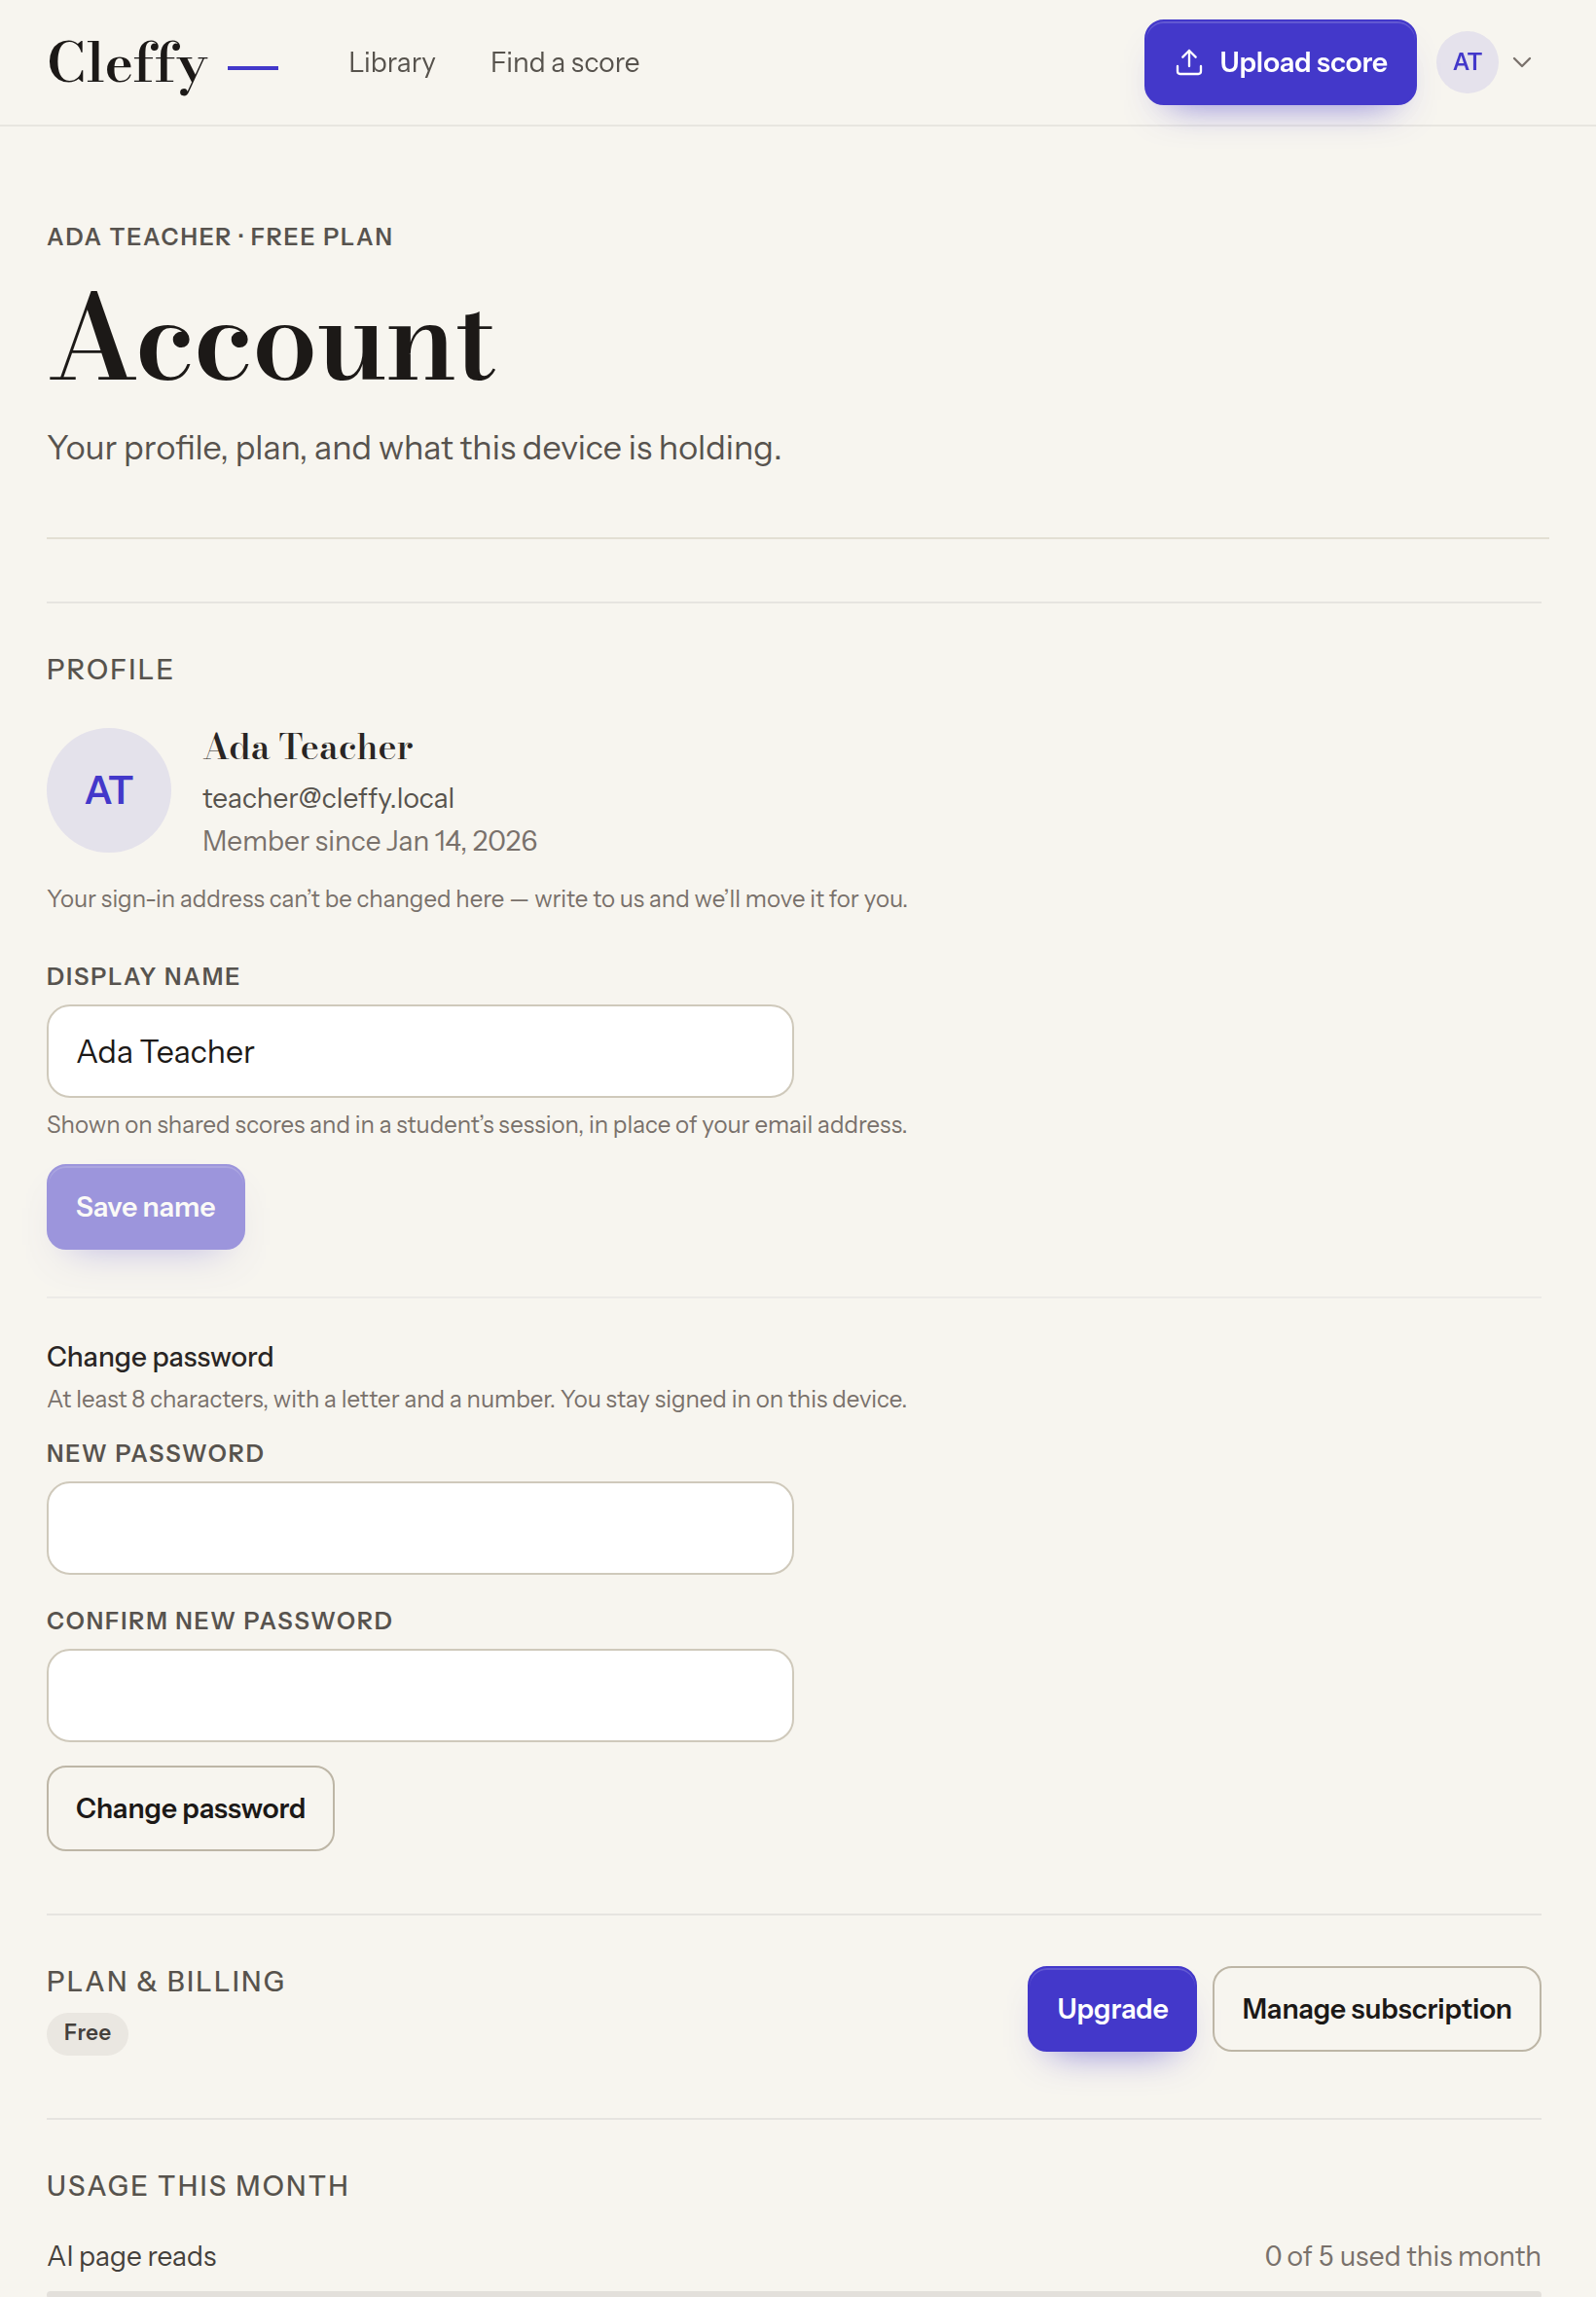 Cleffy
Library
Find a score
Upload score
AT
ADA TEACHER · FREE PLAN
Account
Your profile, plan, and what this device is holding.
PROFILE
AT
Ada Teacher
teacher@cleffy.local
Member since Jan 14, 2026
Your sign-in address can’t be changed here — write to us and we’ll move it for you.
DISPLAY NAME
Ada Teacher
Shown on shared scores and in a student’s session, in place of your email address.
Save name
Change password
At least 8 characters, with a letter and a number. You stay signed in on this device.
NEW PASSWORD
CONFIRM NEW PASSWORD
Change password
PLAN & BILLING
Free
Upgrade
Manage subscription
USAGE THIS MONTH
AI page reads
0 of 5 used this month